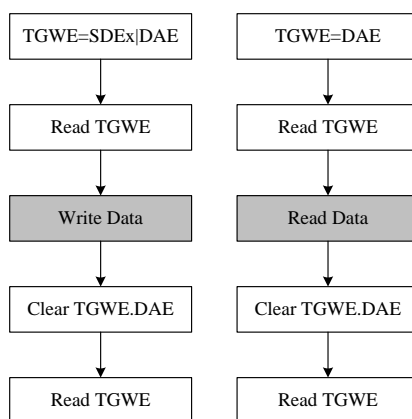 TGWE=SDEx|DAE
Read TGWE
Write Data
Clear TGWE.DAE
Read TGWE
TGWE=DAE
Read TGWE
Read Data
Clear TGWE.DAE
Read TGWE